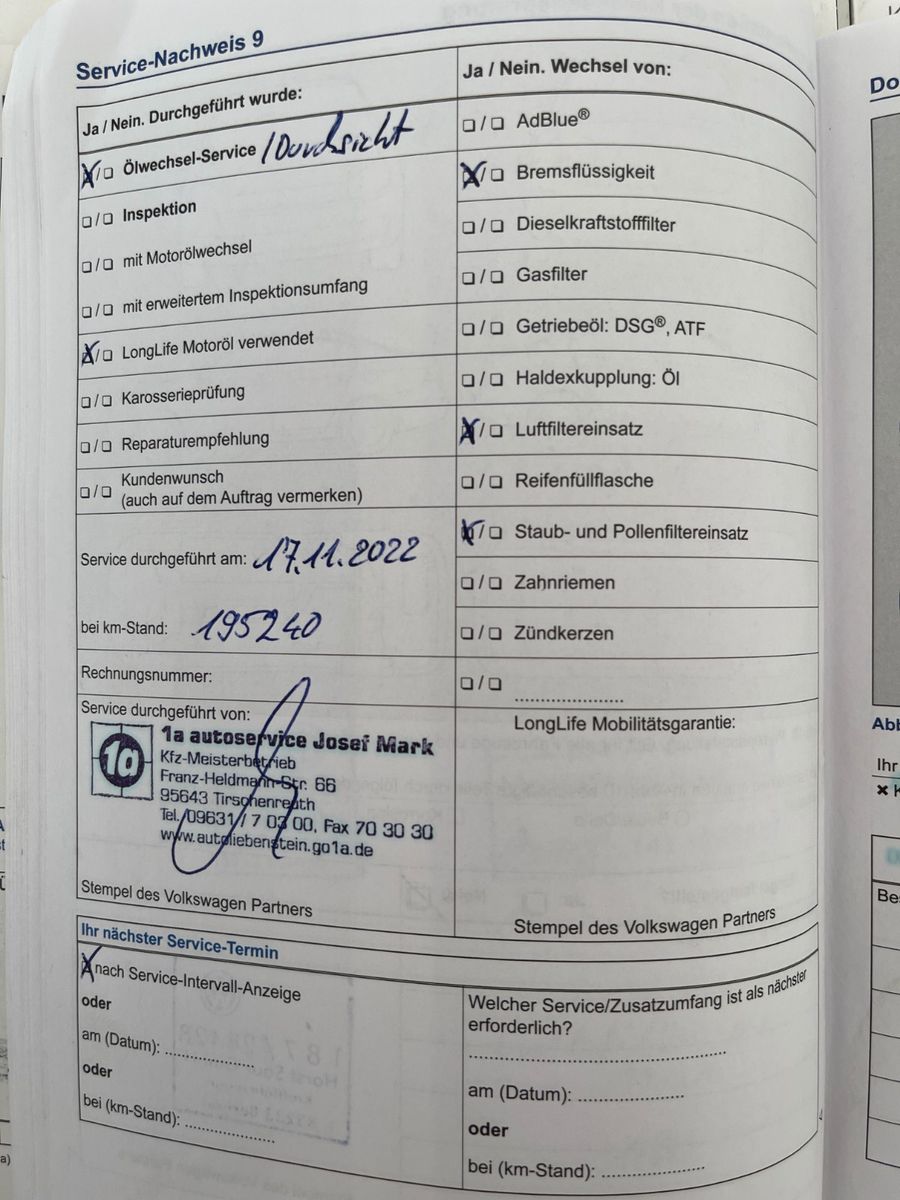 Service-Nachweis 9
Ja / Nein. Durchgeführt wurde:
Ölwechsel-Service /Durchsicht
Inspektion
mit Motorölwechsel
mit erweitertem Inspektionsumfang
LongLife Motoröl verwendet
Karosserieprüfung
Reparaturempfehlung
Kundenwunsch
(auch auf dem Auftrag vermerken)
Service durchgeführt am: 17.11.2022
bei km-Stand: 195240
Rechnungsnummer:
Service durchgeführt von:
1a autoservice Josef Mark
Kfz-Meisterbetrieb
Franz-Heldmann-Str. 66
95643 Tirschenreuth
Tel. 09631 / 7 03 00, Fax 70 30 30
www.autoliebenstein.go1a.de
1a
Stempel des Volkswagen Partners
Ja / Nein. Wechsel von:
AdBlue®
Bremsflüssigkeit
Dieselkraftstofffilter
Gasfilter
Getriebeöl: DSG®, ATF
Haldexkupplung: Öl
Luftfiltereinsatz
Reifenfüllflasche
Staub- und Pollenfiltereinsatz
Zahnriemen
Zündkerzen
LongLife Mobilitätsgarantie:
Stempel des Volkswagen Partners
Ihr nächster Service-Termin
nach Service-Intervall-Anzeige
oder
am (Datum):
oder
bei (km-Stand):
Welcher Service/Zusatzumfang ist als nächster
erforderlich?
am (Datum):
oder
bei (km-Stand):
Do
Abb
Ihr
Be